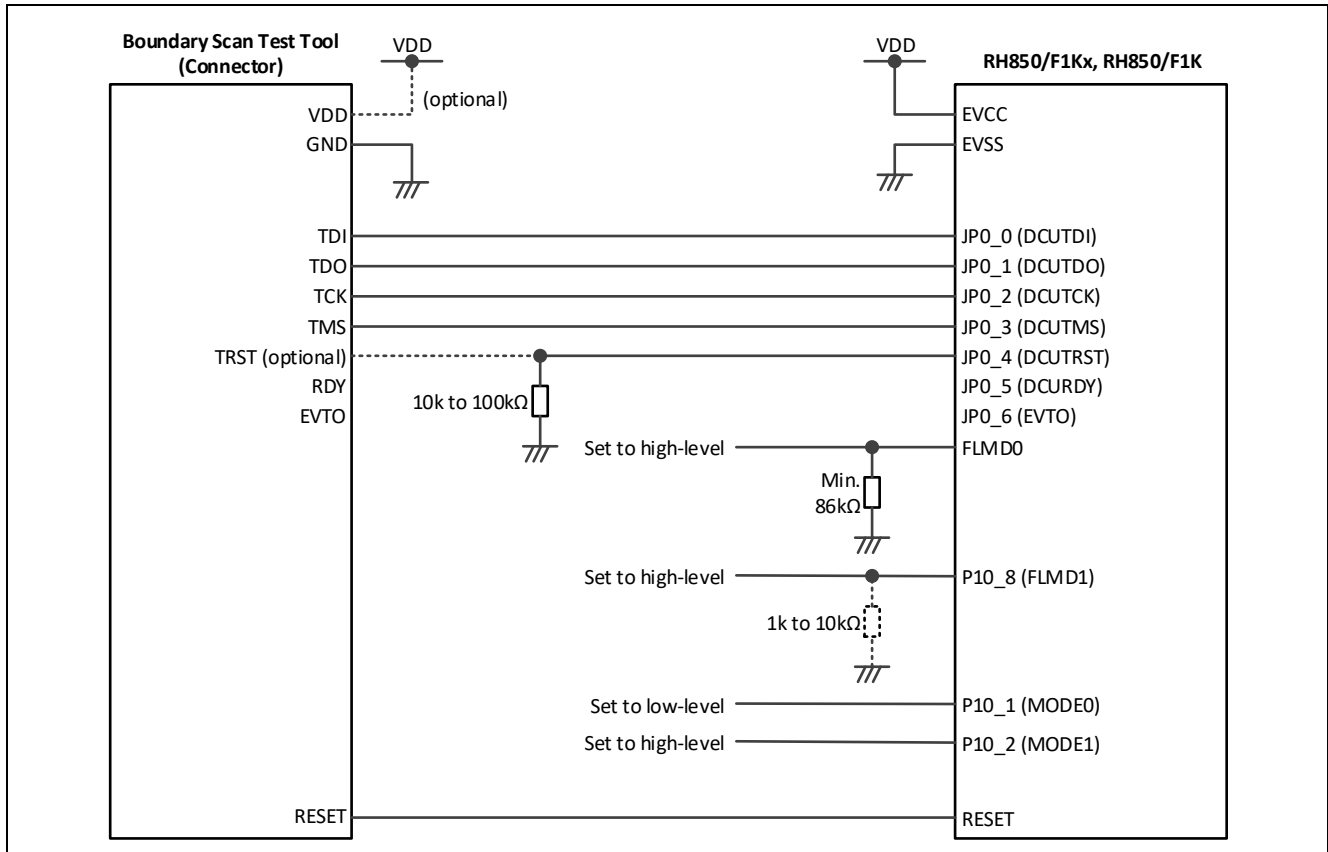 Boundary Scan Test Tool
(Connector)
VDD
VDD
RH850/F1Kx, RH850/F1K
(optional)
VDD
GND
EVCC
EVSS
TDI
JP0_0 (DCUTDI)
TDO
JP0_1 (DCUTDO)
TCK
JP0_2 (DCUTCK)
TMS
JP0_3 (DCUTMS)
TRST (optional)
JP0_4 (DCUTRST)
RDY
JP0_5 (DCURDY)
EVTO
JP0_6 (EVTO)
10k to 100kΩ
Set to high-level
FLMD0
Min.
86kΩ
Set to high-level
P10_8 (FLMD1)
1k to 10kΩ
Set to low-level
P10_1 (MODE0)
Set to high-level
P10_2 (MODE1)
RESET
RESET